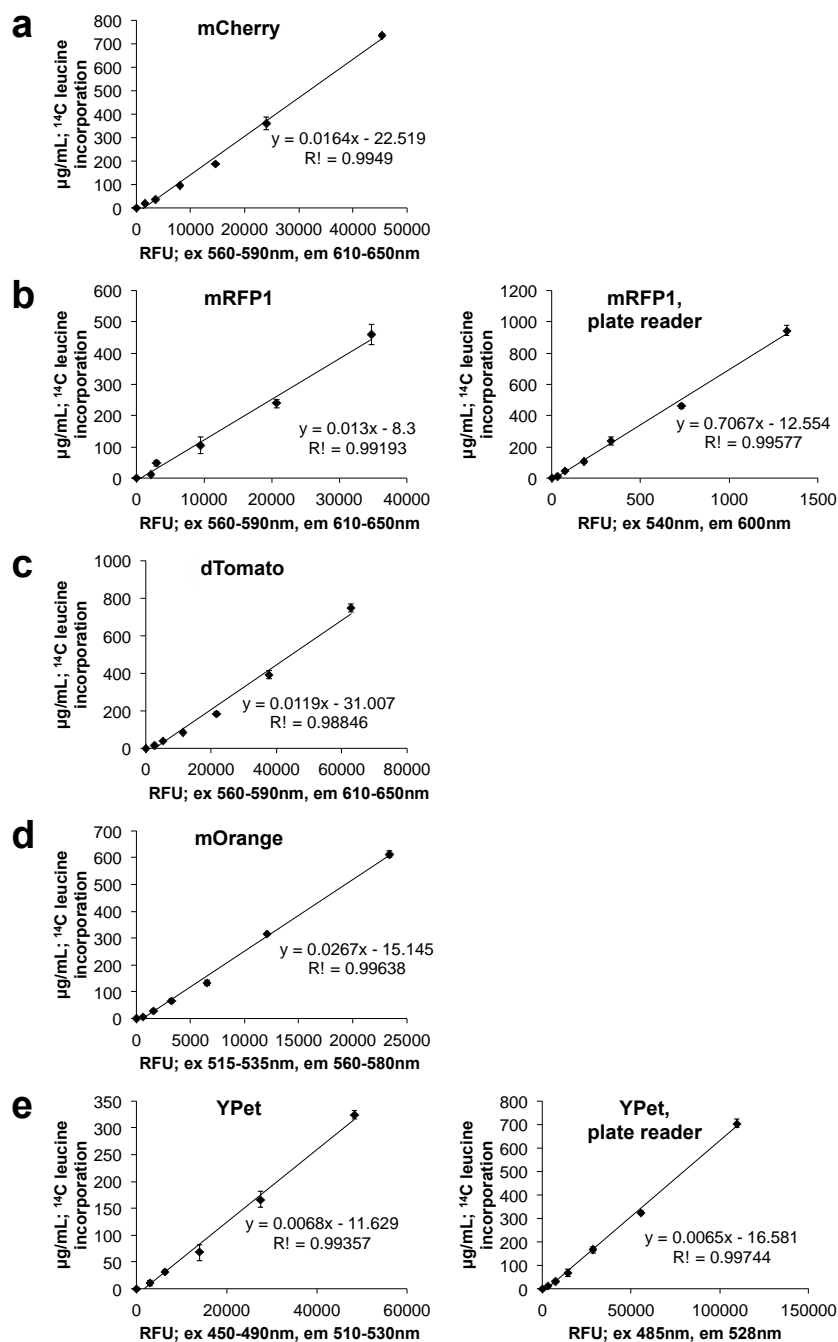 a
mCherry
µg/mL; ¹⁴C leucine
incorporation
800
700
600
500
400
300
200
100
0
y = 0.0164x - 22.519
R! = 0.9949
0 10000 20000 30000 40000 50000
RFU; ex 560-590nm, em 610-650nm
b
mRFP1
µg/mL; ¹⁴C leucine
incorporation
600
500
400
300
200
100
0
y = 0.013x - 8.3
R! = 0.99193
0 10000 20000 30000 40000
RFU; ex 560-590nm, em 610-650nm
mRFP1,
plate reader
µg/mL; ¹⁴C leucine
incorporation
1200
1000
800
600
400
200
0
y = 0.7067x - 12.554
R! = 0.99577
0 500 1000 1500
RFU; ex 540nm, em 600nm
c
dTomato
µg/mL; ¹⁴C leucine
incorporation
1000
800
600
400
200
0
y = 0.0119x - 31.007
R! = 0.98846
0 20000 40000 60000 80000
RFU; ex 560-590nm, em 610-650nm
d
mOrange
µg/mL; ¹⁴C leucine
incorporation
700
600
500
400
300
200
100
0
y = 0.0267x - 15.145
R! = 0.99638
0 5000 10000 15000 20000 25000
RFU; ex 515-535nm, em 560-580nm
e
YPet
µg/mL; ¹⁴C leucine
incorporation
350
300
250
200
150
100
50
0
y = 0.0068x - 11.629
R! = 0.99357
0 20000 40000 60000
RFU; ex 450-490nm, em 510-530nm
YPet,
plate reader
µg/mL; ¹⁴C leucine
incorporation
800
700
600
500
400
300
200
100
0
y = 0.0065x - 16.581
R! = 0.99744
0 50000 100000 150000
RFU; ex 485nm, em 528nm